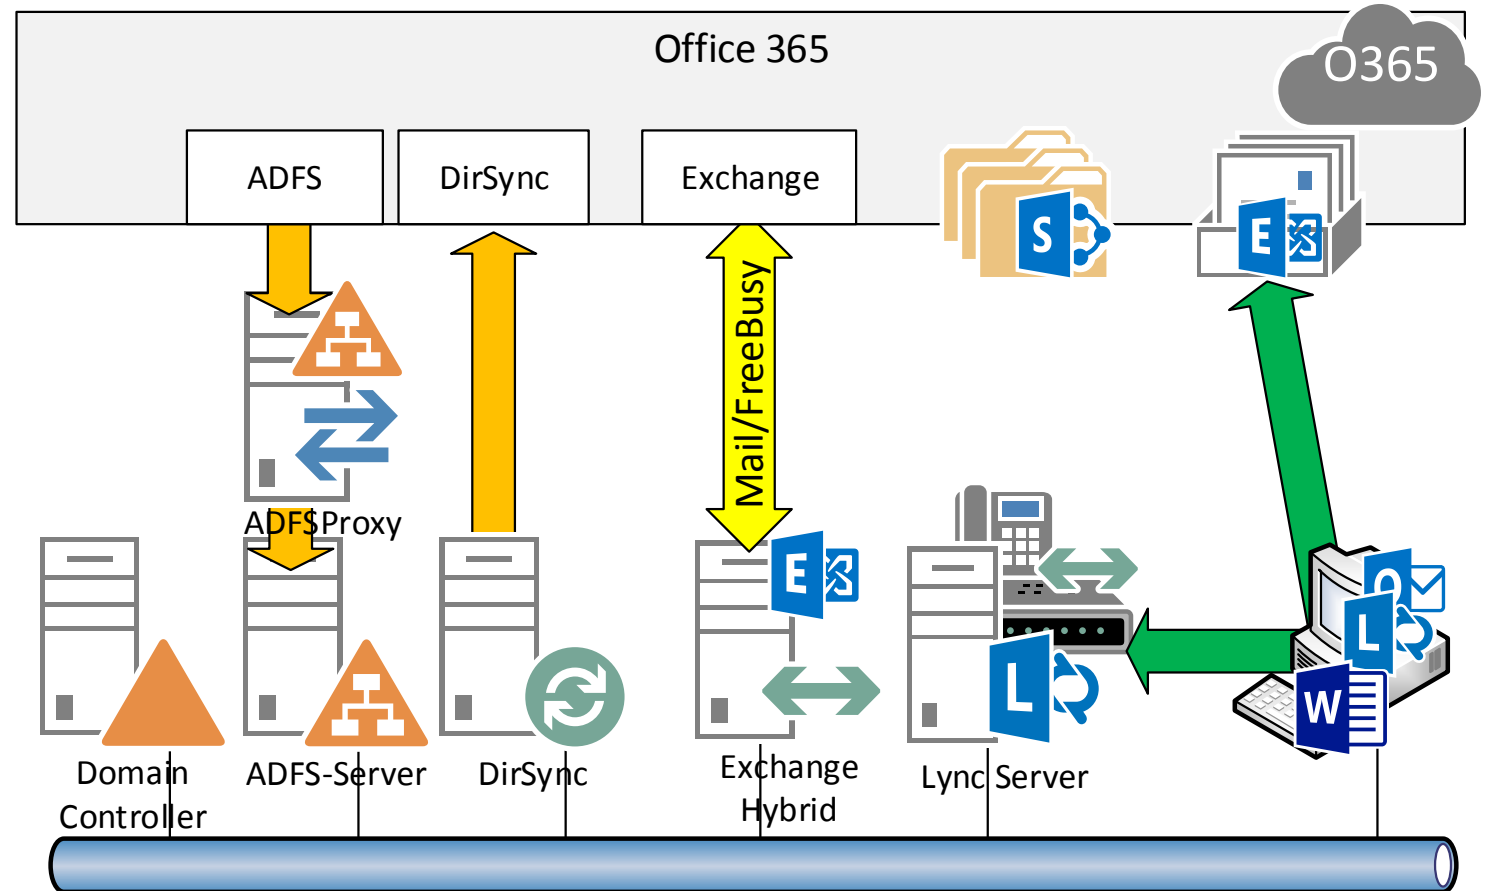 Office 365
O365
ADFS
DirSync
Exchange
S
E
Mail/FreeBusy
ADFSProxy
E
O
L
L
W
Domain
Controller
ADFS-Server
DirSync
Exchange
Hybrid
Lync Server